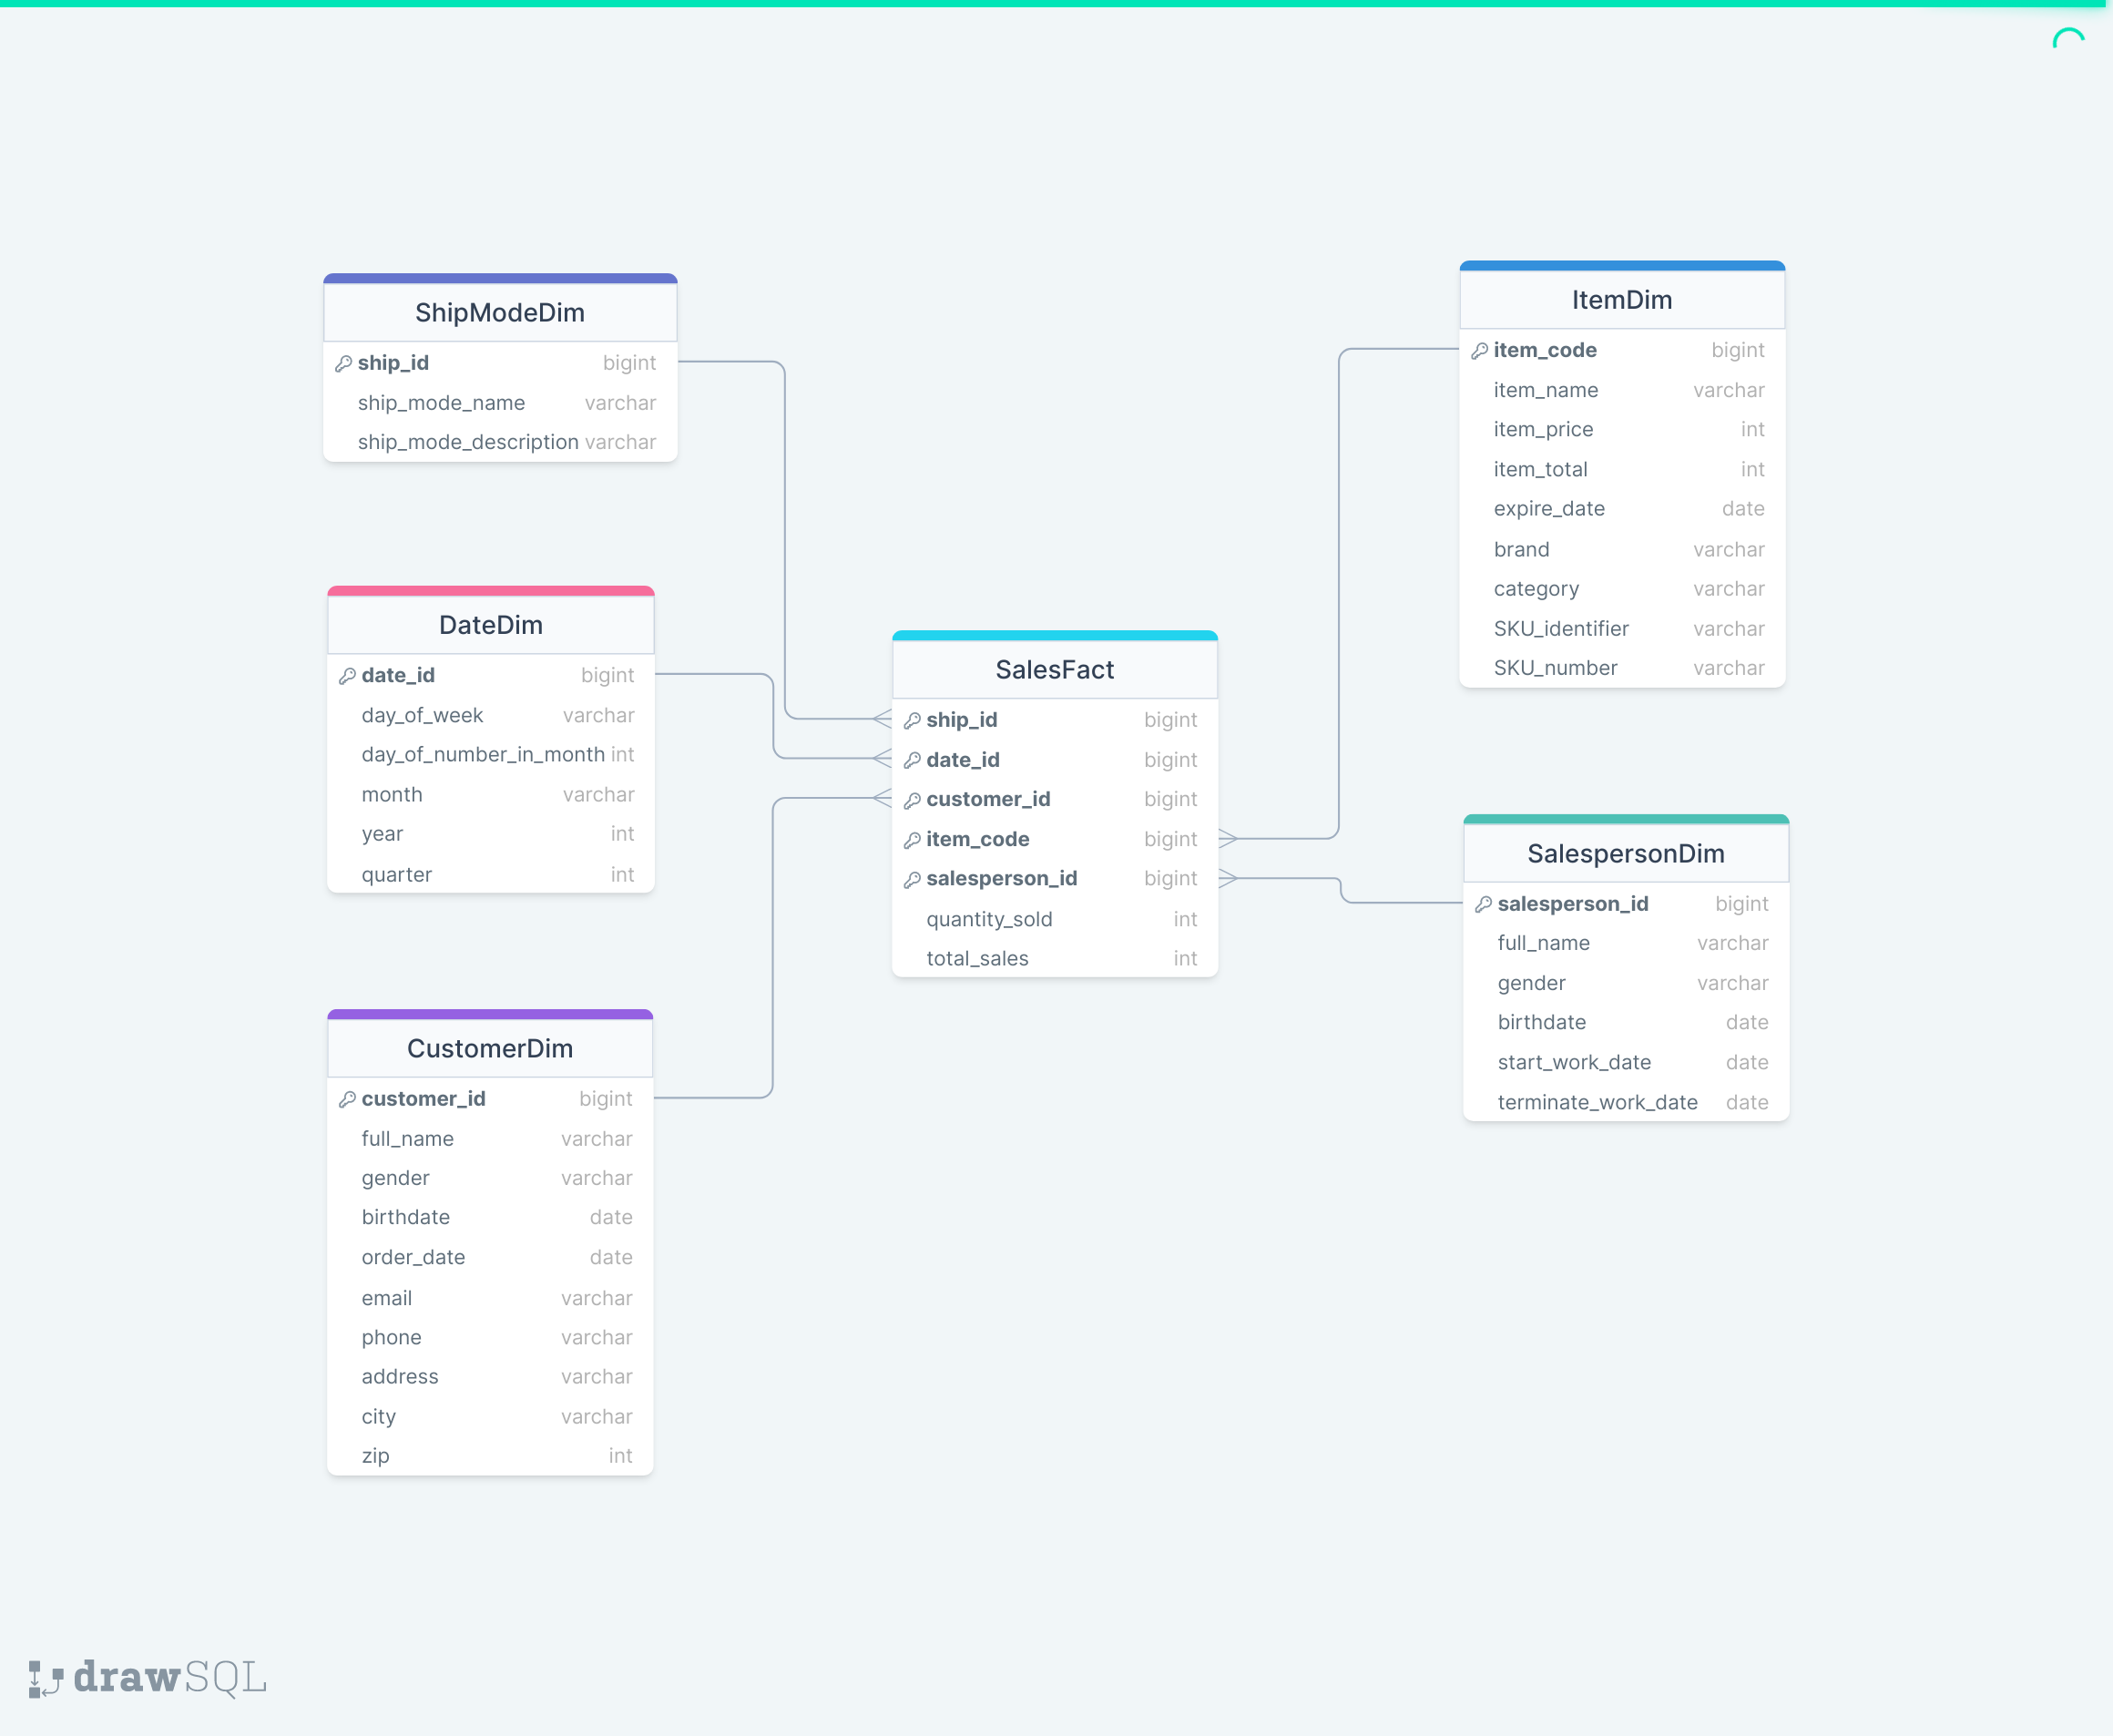 ShipModeDim
ship_id bigint
ship_mode_name varchar
ship_mode_description varchar
DateDim
date_id bigint
day_of_week varchar
day_of_number_in_month int
month varchar
year int
quarter int
CustomerDim
customer_id bigint
full_name varchar
gender varchar
birthdate date
order_date date
email varchar
phone varchar
address varchar
city varchar
zip int
SalesFact
ship_id bigint
date_id bigint
customer_id bigint
item_code bigint
salesperson_id bigint
quantity_sold int
total_sales int
ItemDim
item_code bigint
item_name varchar
item_price int
item_total int
expire_date date
brand varchar
category varchar
SKU_identifier varchar
SKU_number varchar
SalespersonDim
salesperson_id bigint
full_name varchar
gender varchar
birthdate date
start_work_date date
terminate_work_date date
drawSQL